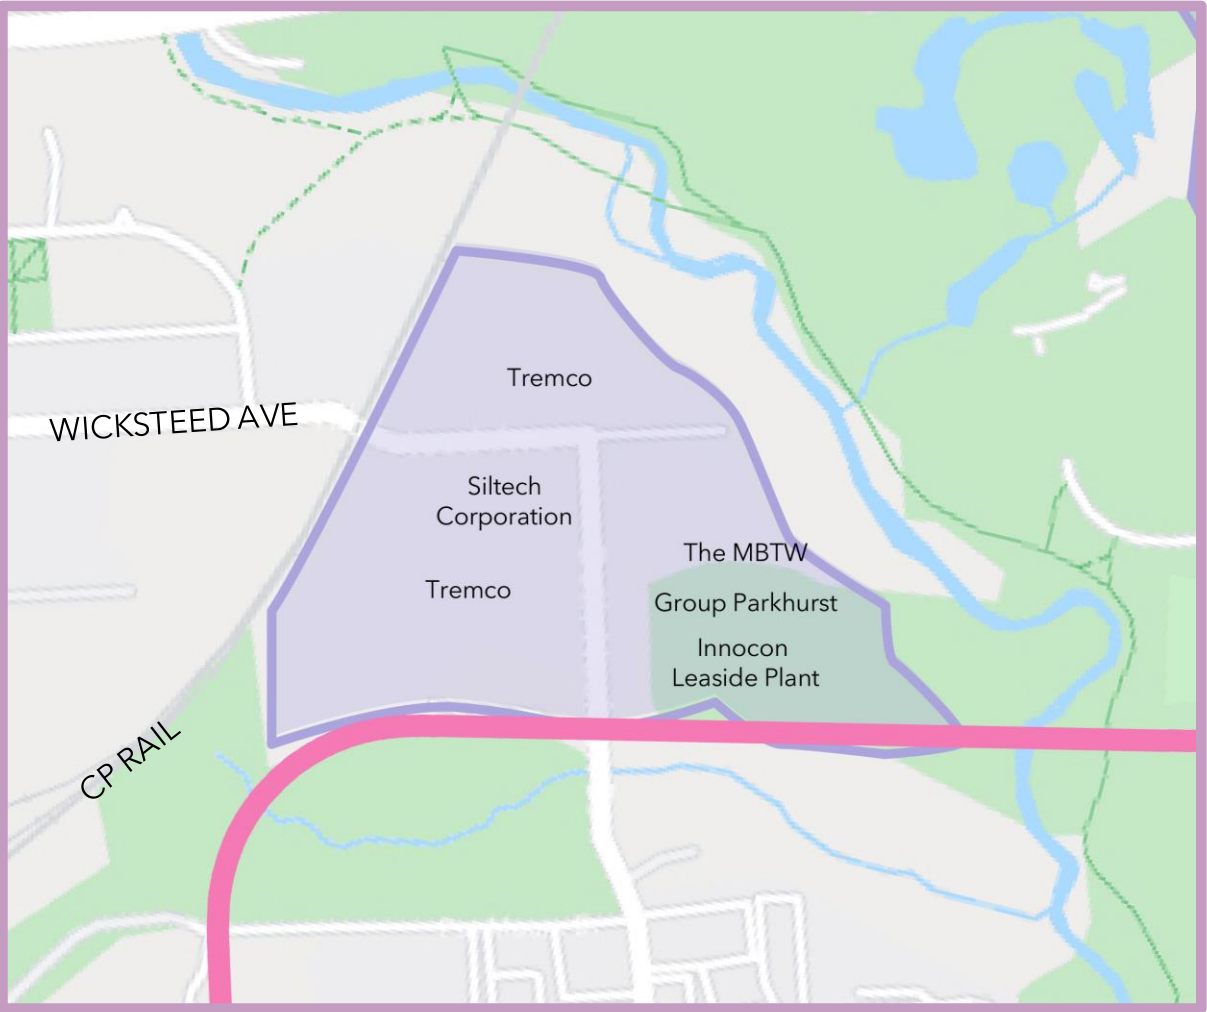 Tremco
WICKSTEED AVE
Siltech
Corporation
The MBTW
Tremco
Group Parkhurst
Innocon
Leaside Plant
CP RAIL